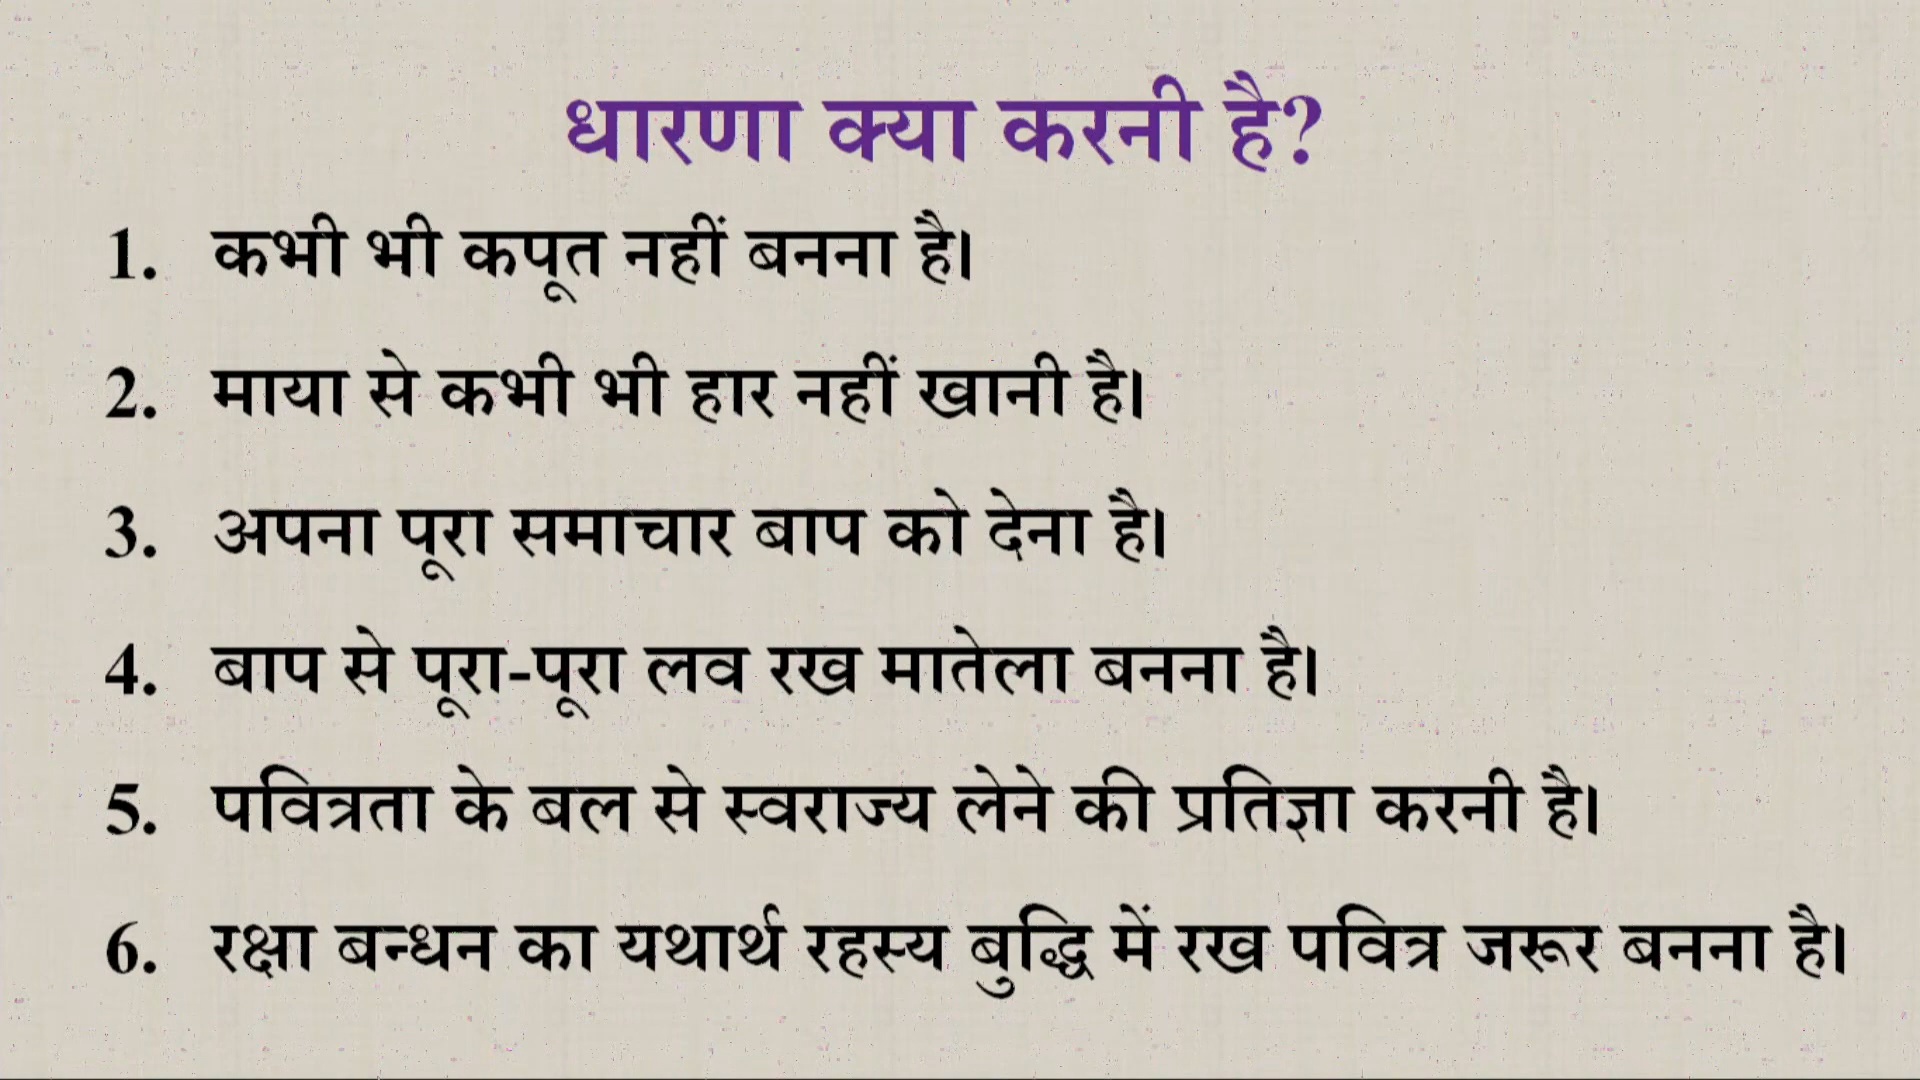 धारणा क्या करनी है?
1. कभी भी कपूत नहीं बनना है।
2. माया से कभी भी हार नहीं खानी है।
3. अपना पूरा समाचार बाप को देना है।
4. बाप से पूरा-पूरा लव रख मातेला बनना है।
5. पवित्रता के बल से स्वराज्य लेने की प्रतिज्ञा करनी है।
6. रक्षा बन्धन का यथार्थ रहस्य बुद्धि में रख पवित्र जरूर बनना है।